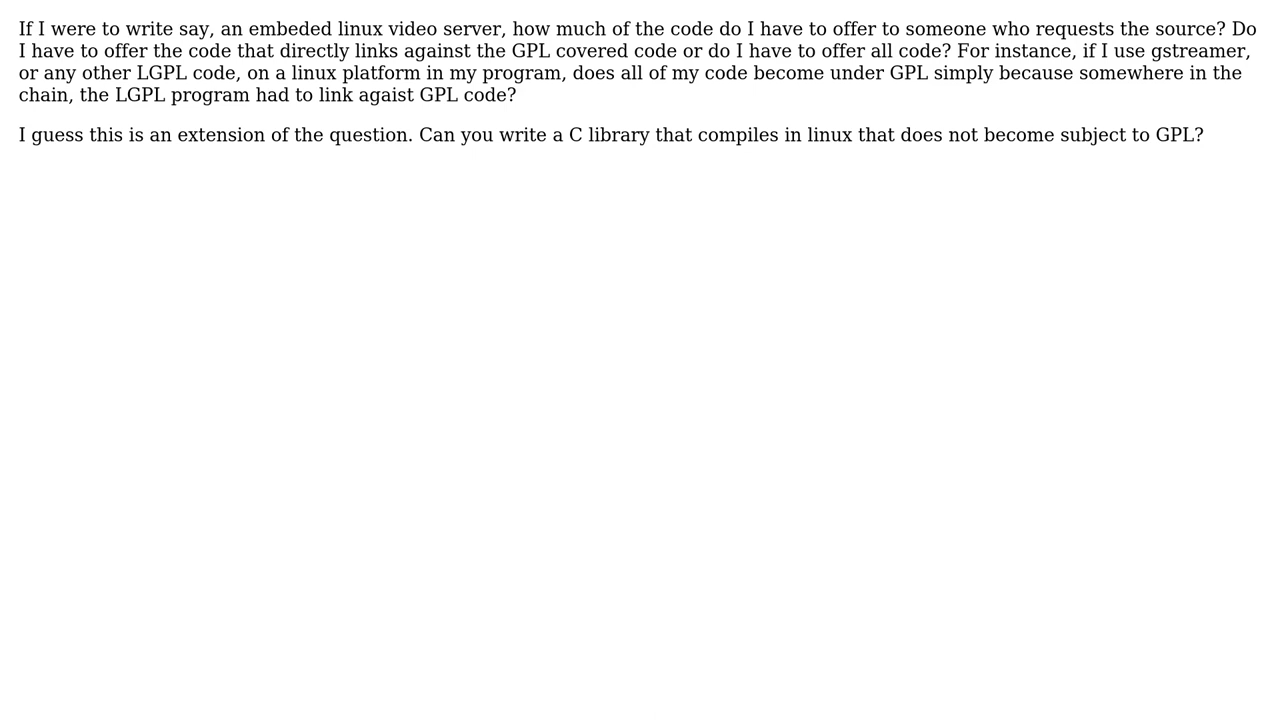 If I were to write say, an embeded linux video server, how much of the code do I have to offer to someone who requests the source? Do
I have to offer the code that directly links against the GPL covered code or do I have to offer all code? For instance, if I use gstreamer,
or any other LGPL code, on a linux platform in my program, does all of my code become under GPL simply because somewhere in the
chain, the LGPL program had to link agaist GPL code?
I guess this is an extension of the question. Can you write a C library that compiles in linux that does not become subject to GPL?